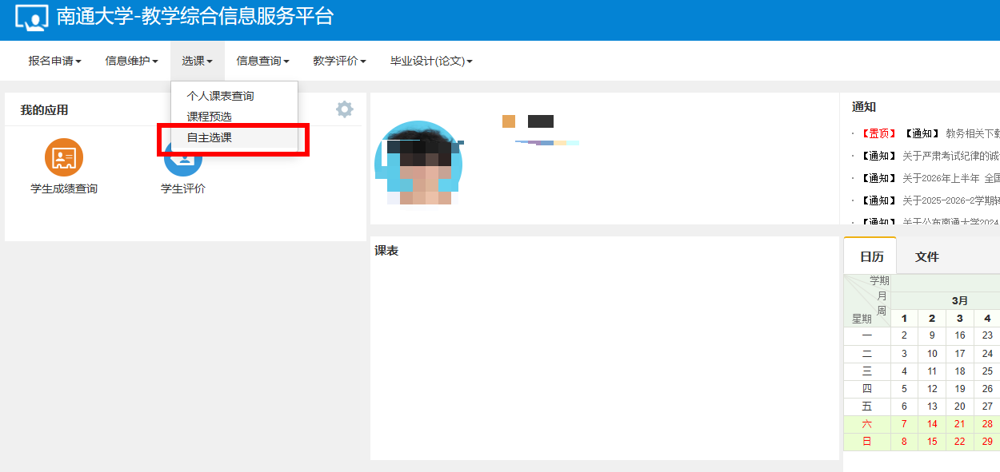 南通大学-教学综合信息服务平台
报名申请 信息维护 选课 信息查询 教学评价 毕业设计(论文)
个人课表查询
课程预选
自主选课
我的应用
学生成绩查询
学生评价
通知
· 【置顶】 【通知】 教务相关下载
· 【通知】 关于严肃考试纪律的诚
· 【通知】 关于2026年上半年 全国
· 【通知】 关于2025-2026-2学期转
· 【通知】 关于公布南通大学2024
课表
日历 文件
学期
月 3月
周
星期 1 2 3 4
一 2 9 16 23
二 3 10 17 24
三 4 11 18 25
四 5 12 19 26
五 6 13 20 27
六 7 14 21 28
日 8 15 22 29